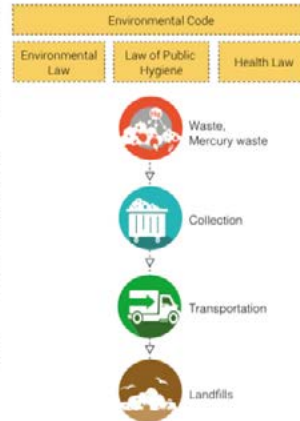 Environmental Code
Environmental
Law
Law of Public
Hygiene
Health Law
Waste,
Mercury waste
Collection
Transportation
Landfills